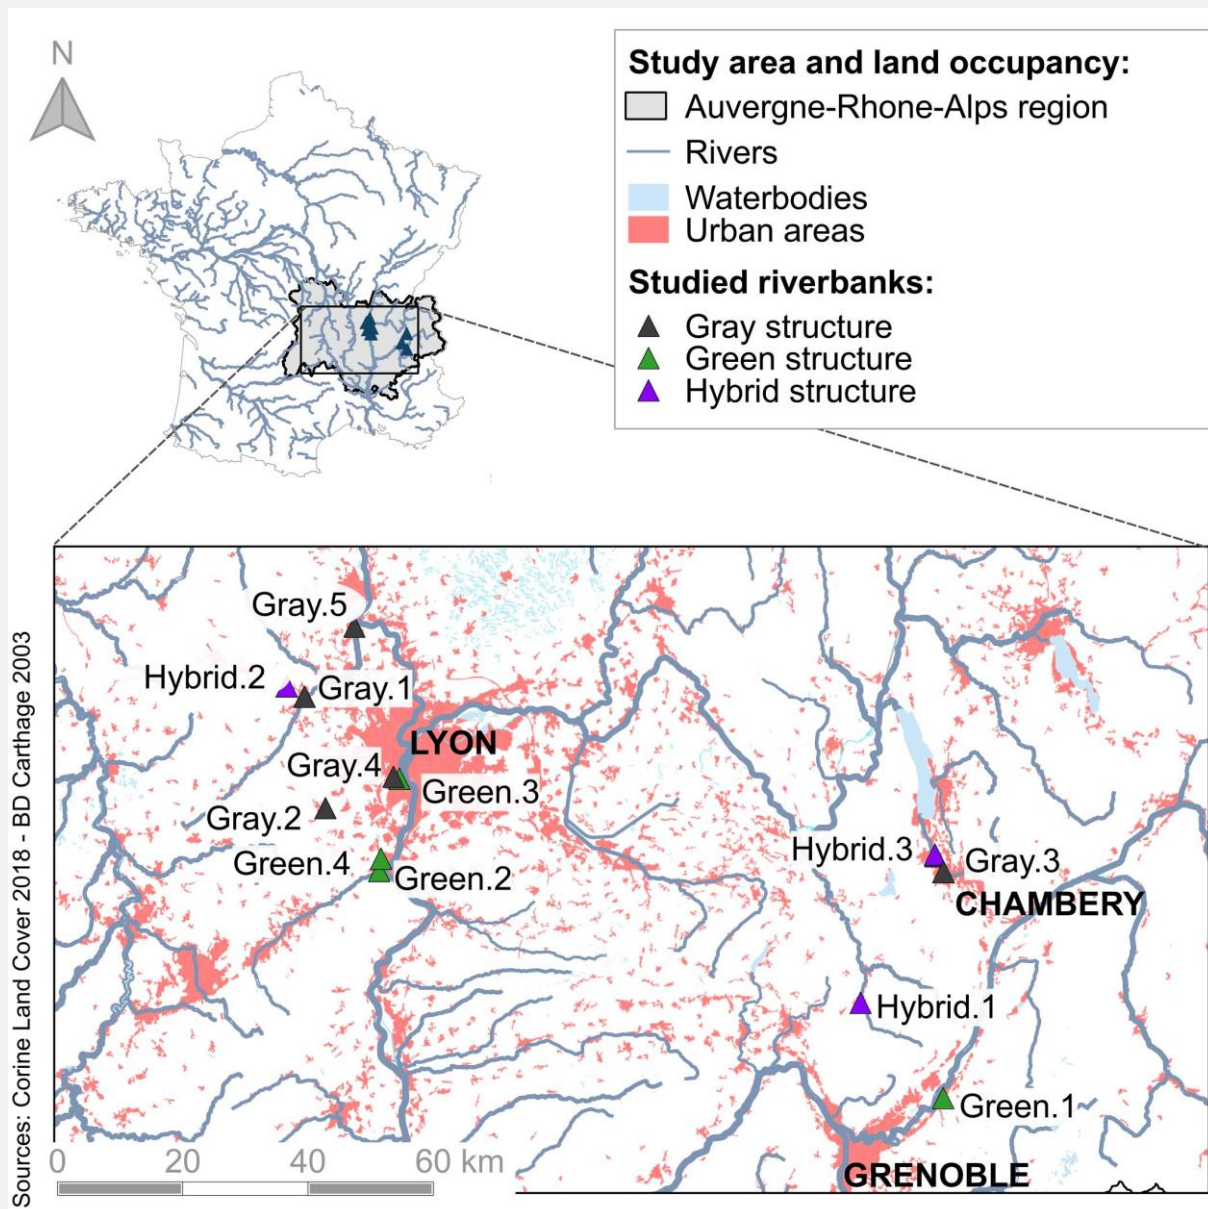 N
Study area and land occupancy:
Auvergne-Rhone-Alps region
Rivers
Waterbodies
Urban areas
Studied riverbanks:
Gray structure
Green structure
Hybrid structure
Gray.5
Hybrid.2
Gray.1
LYON
Gray.4
Green.3
Gray.2
Green.4
Green.2
Hybrid.3
Gray.3
CHAMBERY
Hybrid.1
Green.1
GRENOBLE
0 20 40 60 km
Sources: Corine Land Cover 2018 - BD Carthage 2003